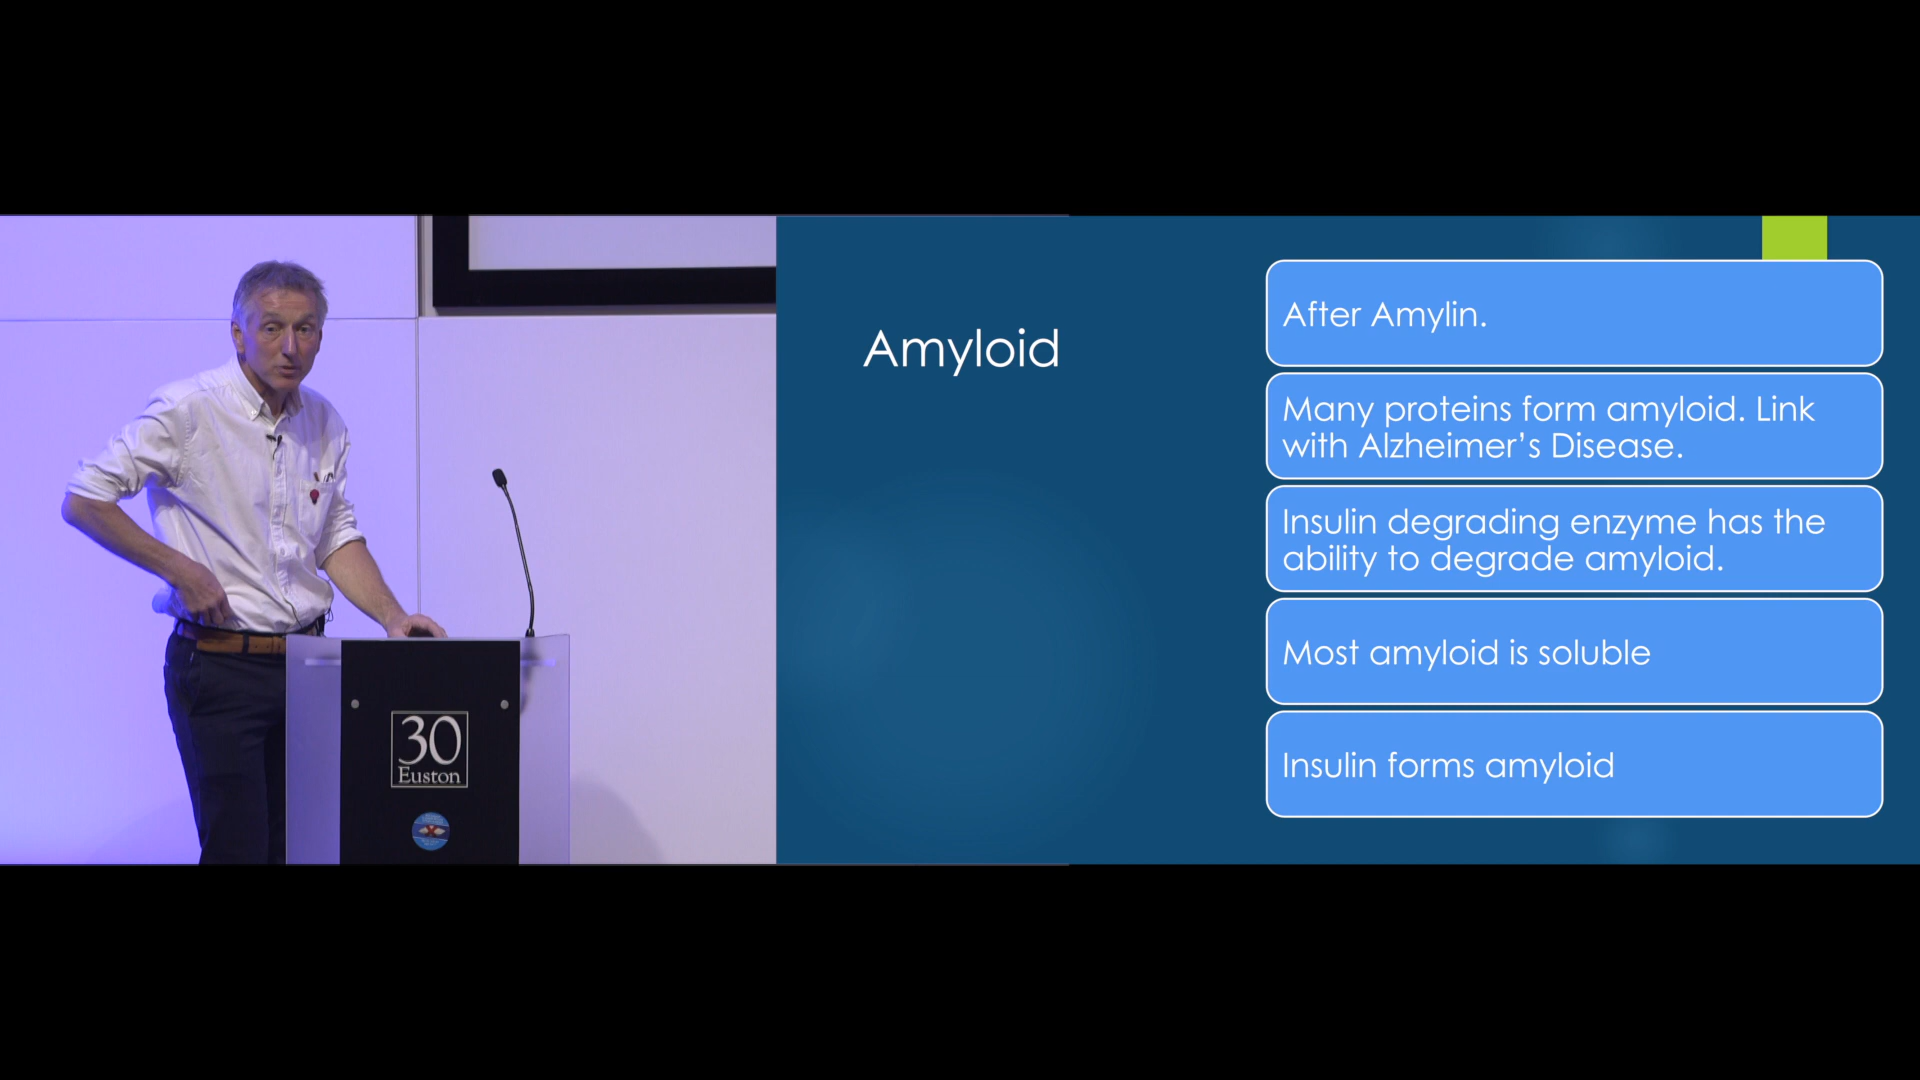 Amyloid
After Amylin.
Many proteins form amyloid. Link
with Alzheimer's Disease.
Insulin degrading enzyme has the
ability to degrade amyloid.
Most amyloid is soluble
Insulin forms amyloid
30
Euston